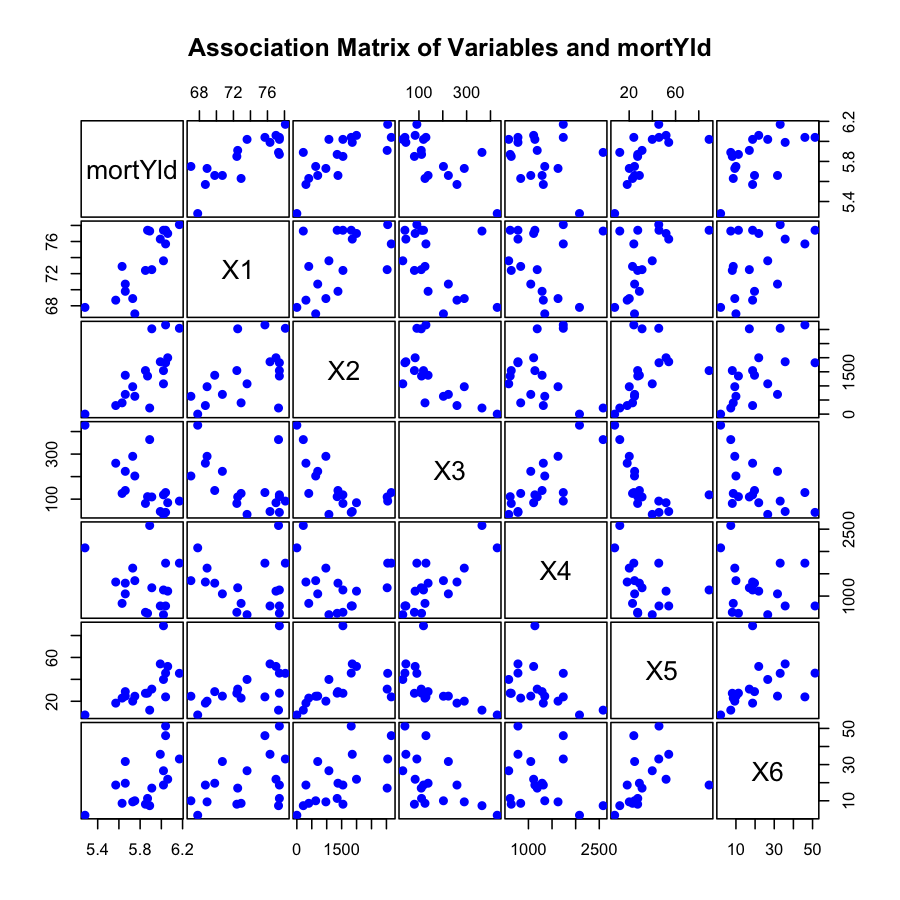 Association Matrix of Variables and mortYld
68 72 76 100 300 20 60
mortYld 5.4 5.8 6.2
68 72 76 X1
X2 0 1500
100 300 X3
X4 1000 2500
20 60 X5
X6 10 30 50
5.4 5.8 6.2 0 1500 1000 2500 10 30 50